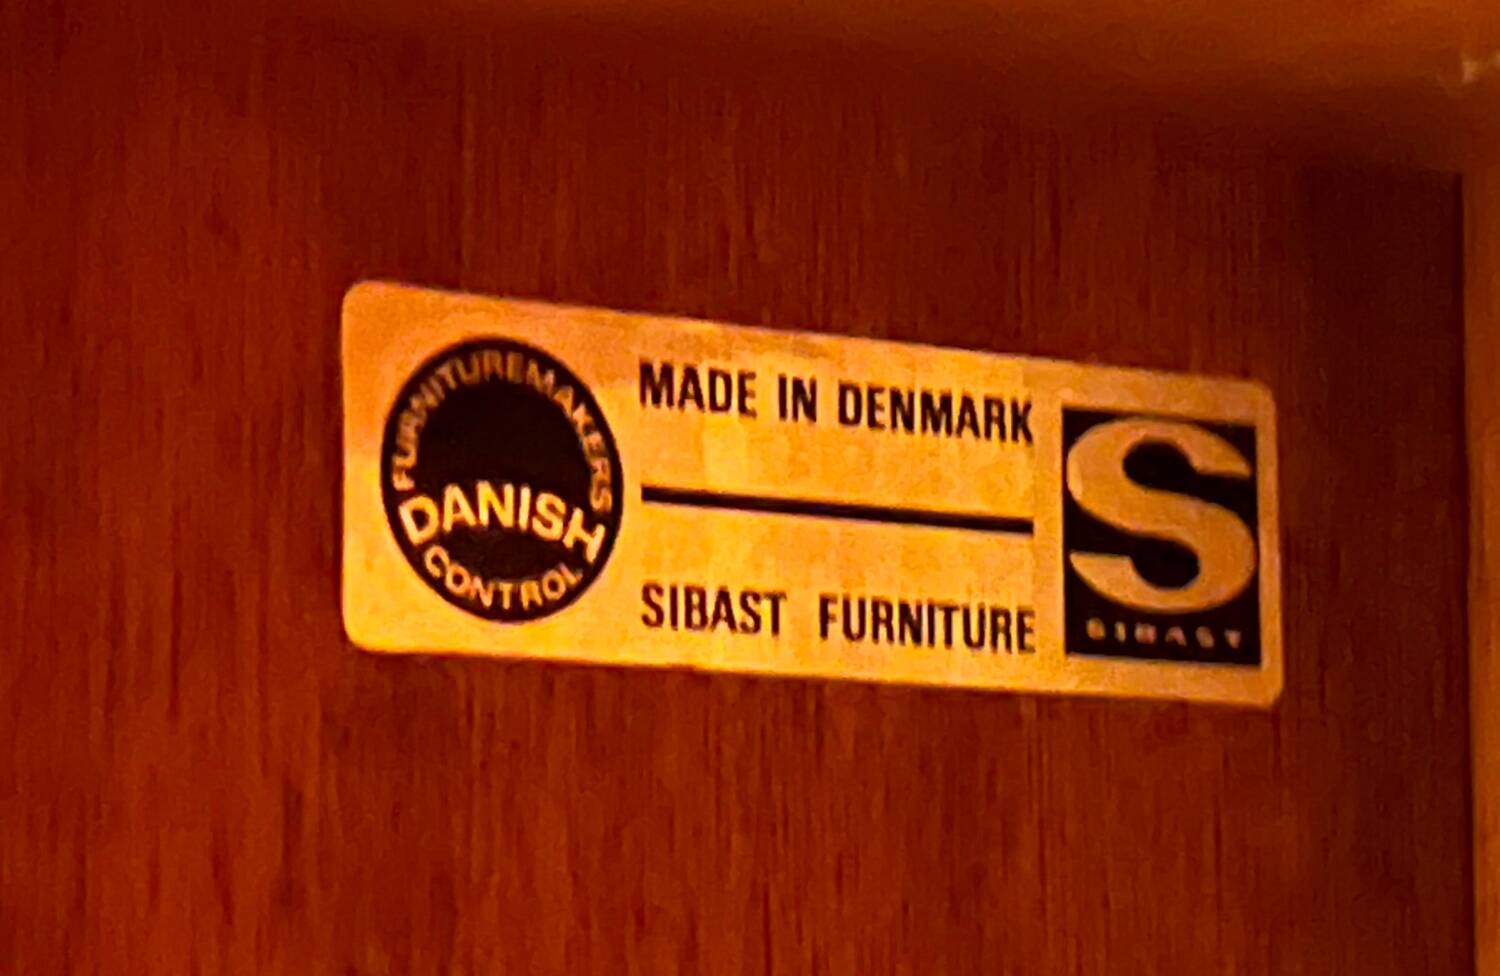 FURNITUREMAKERS
DANISH
CONTROL
MADE IN DENMARK
SIBAST FURNITURE
S
SIBAST